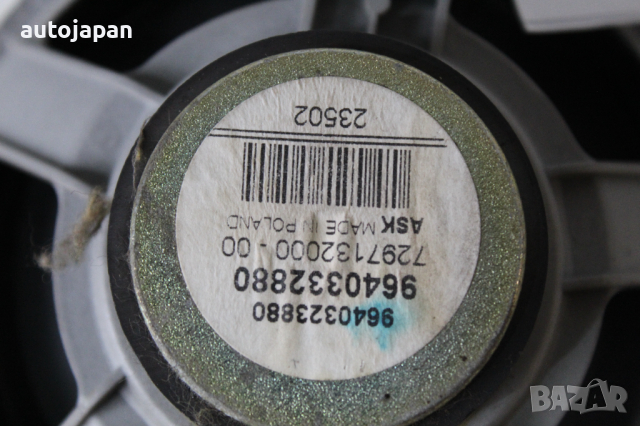 autojapan
9640323880
9640332880
7297132000 - 00
ASK MADE IN POLAND
23502
BAZAR